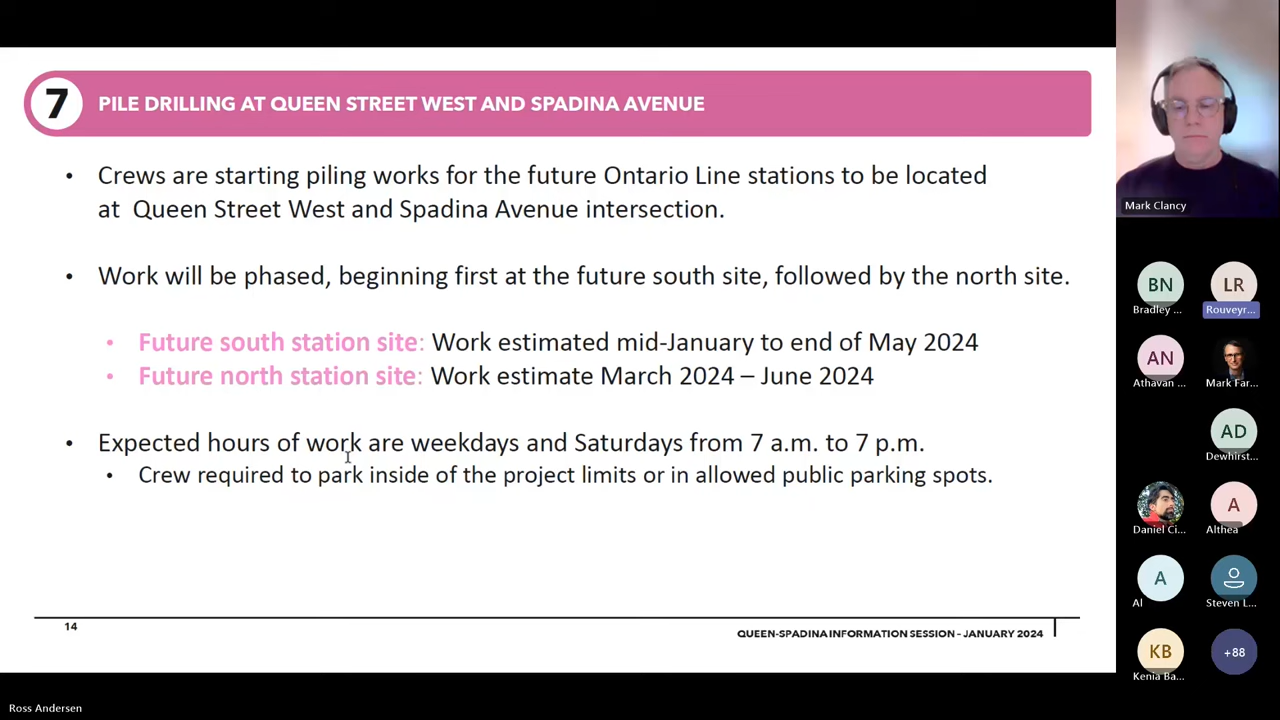 7
PILE DRILLING AT QUEEN STREET WEST AND SPADINA AVENUE
• Crews are starting piling works for the future Ontario Line stations to be located
at Queen Street West and Spadina Avenue intersection.
• Work will be phased, beginning first at the future south site, followed by the north site.
• Future south station site: Work estimated mid-January to end of May 2024
• Future north station site: Work estimate March 2024 – June 2024
• Expected hours of work are weekdays and Saturdays from 7 a.m. to 7 p.m.
• Crew required to park inside of the project limits or in allowed public parking spots.
14
QUEEN-SPADINA INFORMATION SESSION – JANUARY 2024
Ross Andersen
Mark Clancy
BN
LR
Bradley ...
Rouveyr...
AN
Athavan ...
Mark Far...
AD
Dewhirst...
A
Daniel Ci...
Althea
A
Al
Steven L...
KB
+88
Kenia Ba...